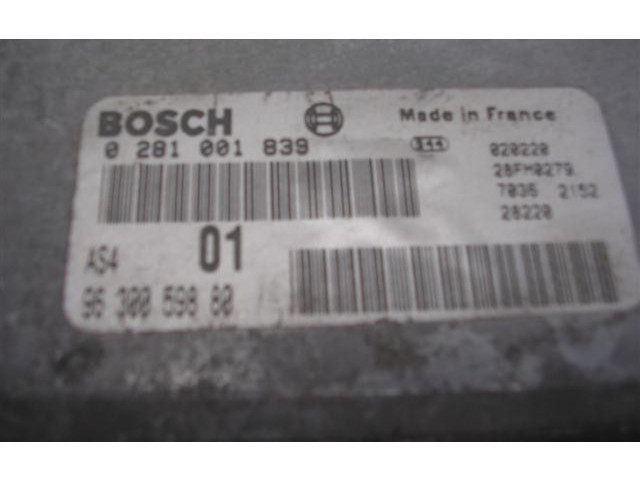 BOSCH
Made in France
0 281 001 839
020220
28FM0279
7036 2152
28220
AS4
01
96 300 598 80